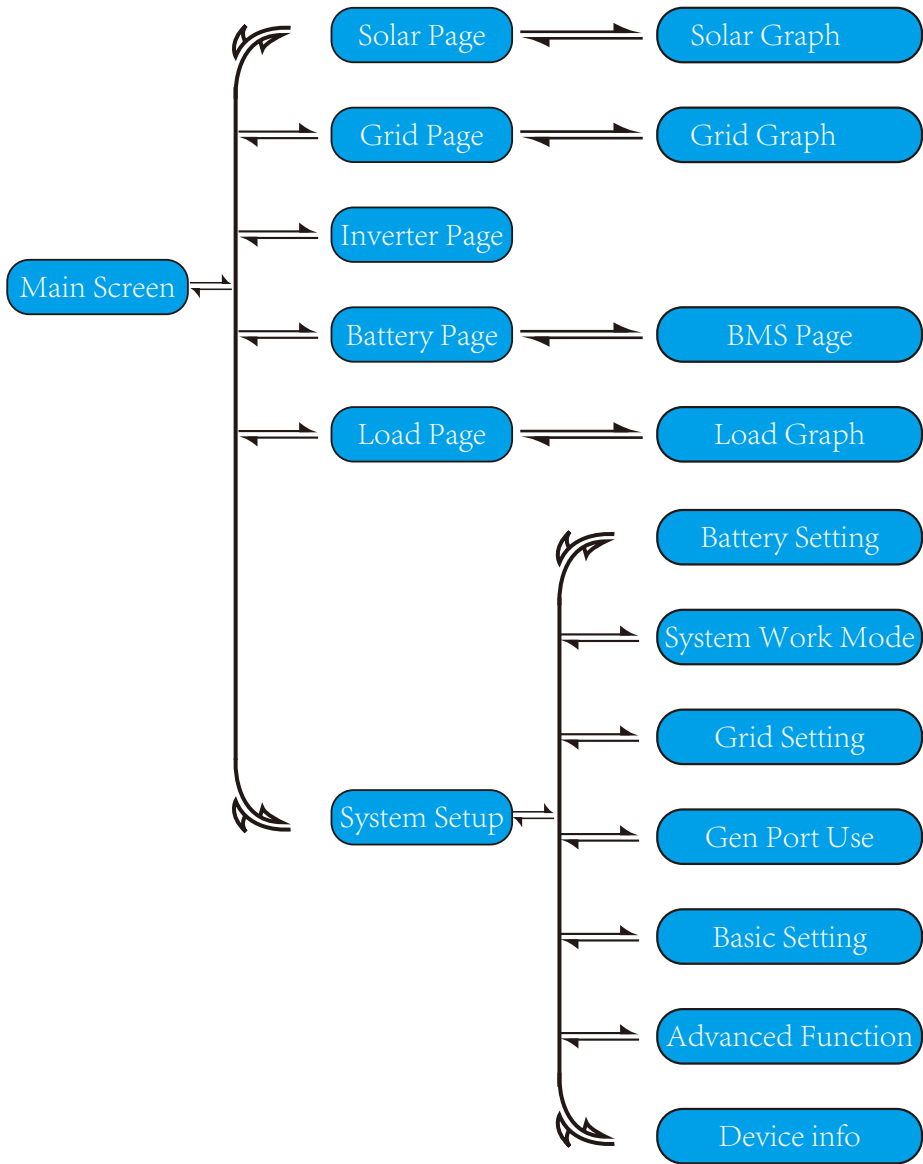 Solar Page
Solar Graph
Grid Page
Grid Graph
Inverter Page
Main Screen
Battery Page
BMS Page
Load Page
Load Graph
Battery Setting
System Work Mode
Grid Setting
System Setup
Gen Port Use
Basic Setting
Advanced Function
Device info